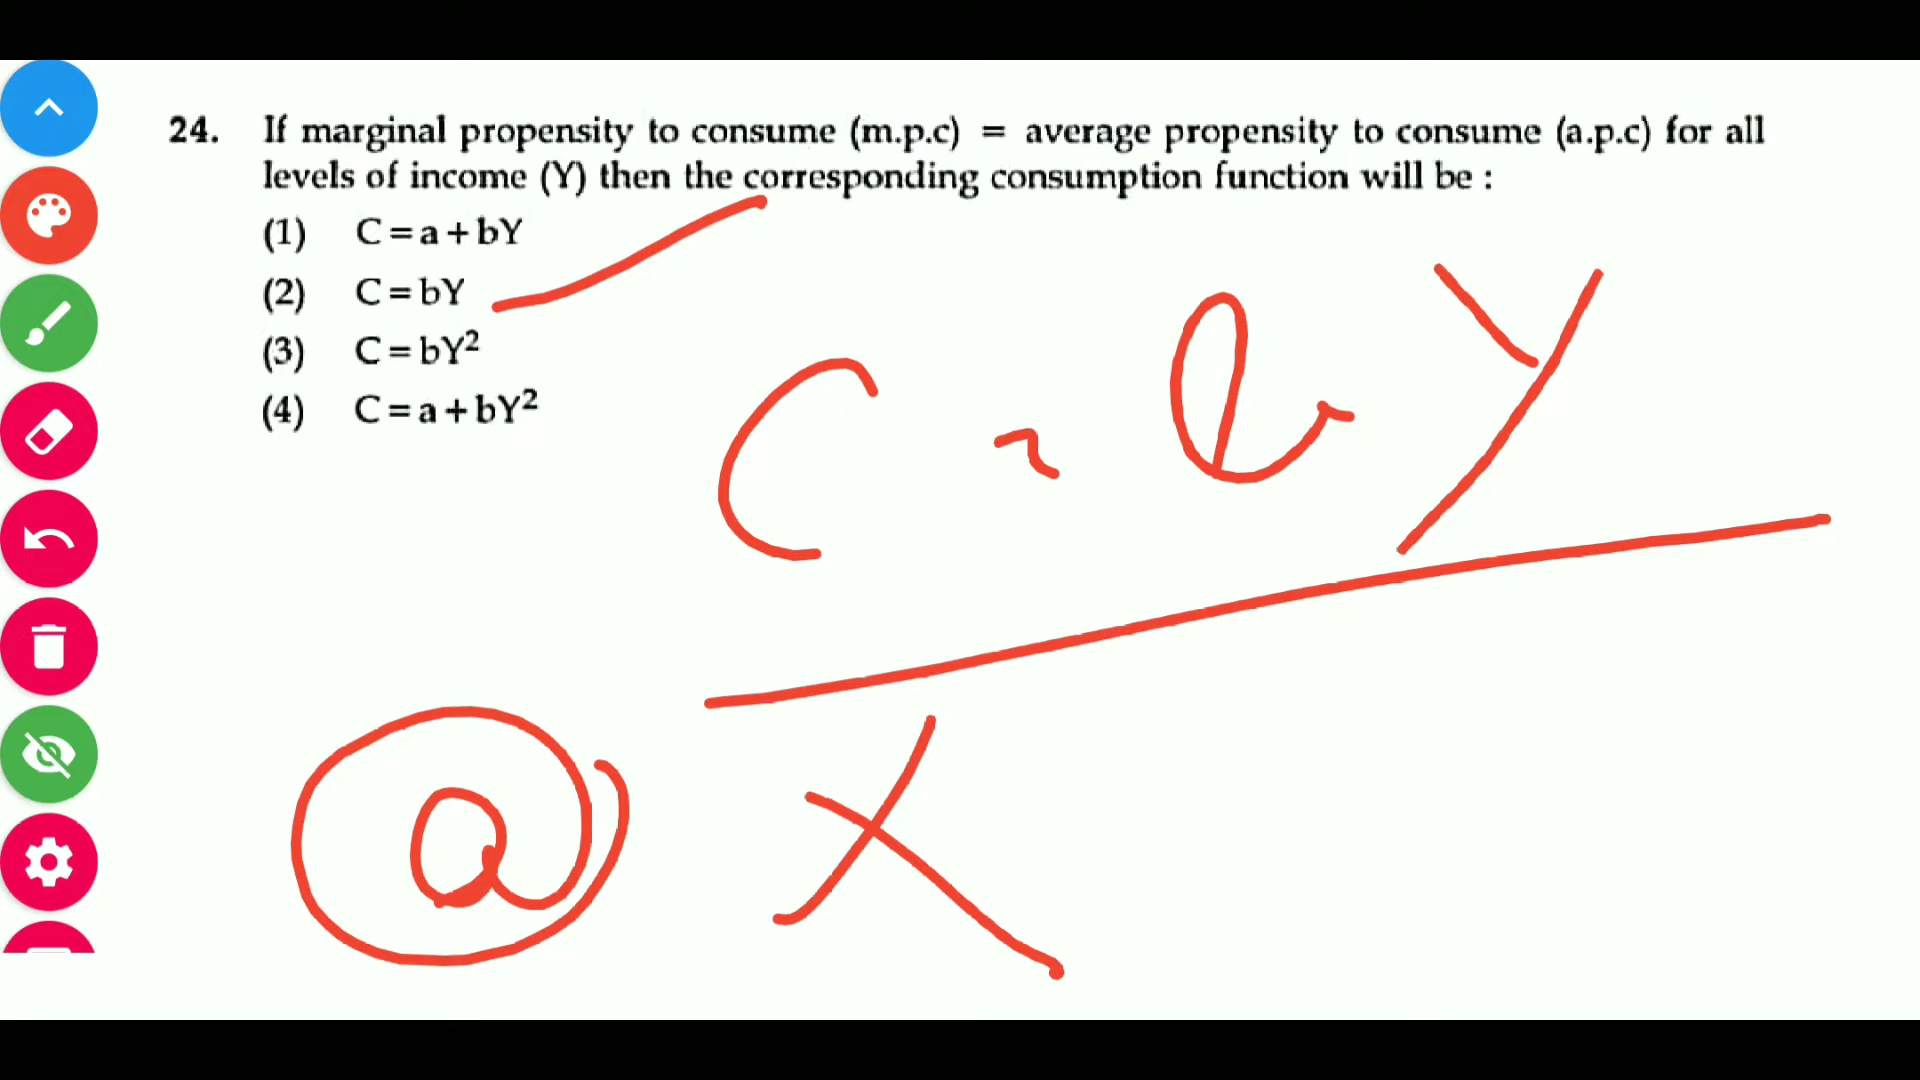 24. If marginal propensity to consume (m.p.c) = average propensity to consume (a.p.c) for all
levels of income (Y) then the corresponding consumption function will be :
(1) C=a+bY
(2) C=bY
(3) C=bY²
(4) C=a+bY²
C = bY
a X